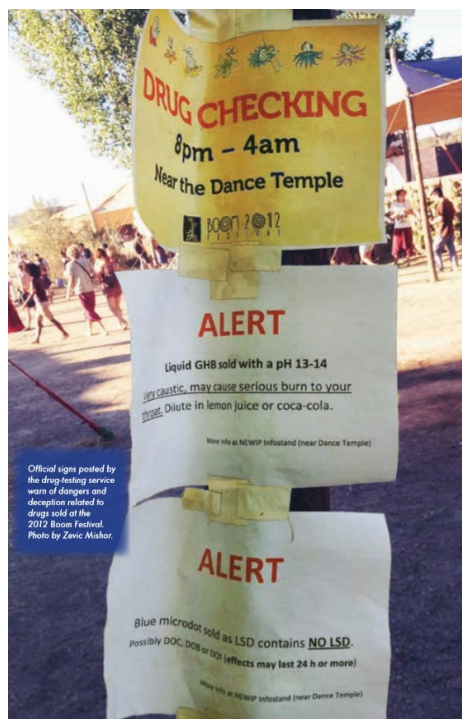 DRUG CHECKING
8pm – 4am
Near the Dance Temple
BOOM 2012
FESTIVAL
ALERT
Liquid GHB sold with a pH 13-14
Very caustic, may cause serious burn to your
throat. Dilute in lemon juice or coca-cola.
More info at NEWIP Infostand (near Dance Temple)
Official signs posted by
the drug-testing service
warn of dangers and
deception related to
drugs sold at the
2012 Boom Festival.
Photo by Zevic Mishor.
ALERT
Blue microdot sold as LSD contains NO LSD.
Possibly DOC, DOB or DOI (effects may last 24 h or more)
More info at NEWIP Infostand (near Dance Temple)